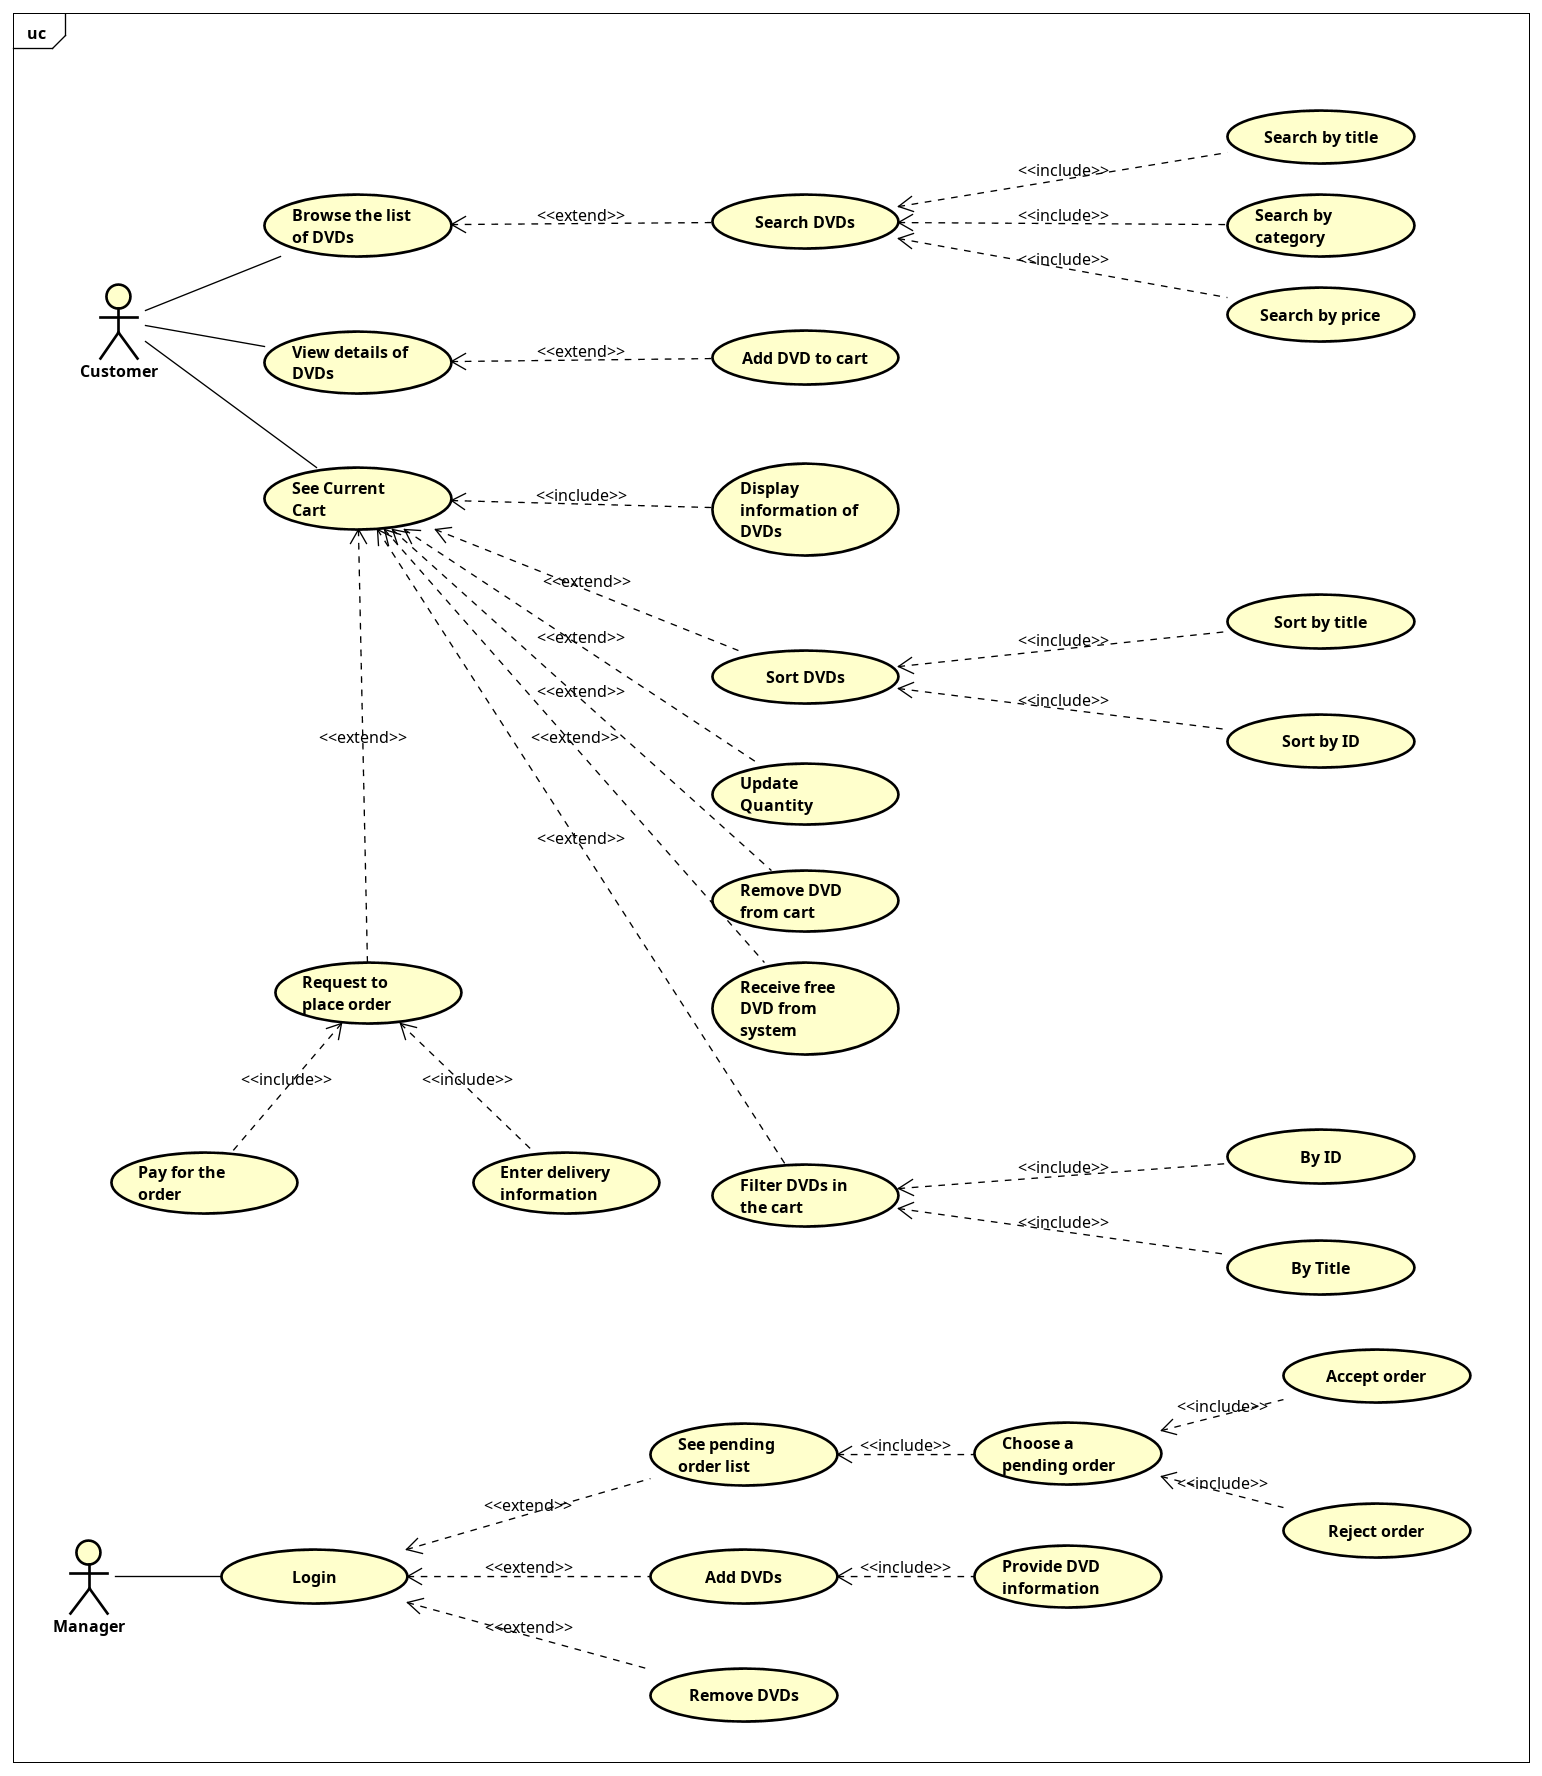 uc
Search by title
<<include>>
Browse the list
of DVDs
<<extend>>
Search DVDs
<<include>>
Search by
category
<<include>>
Search by price
Customer
View details of
DVDs
<<extend>>
Add DVD to cart
See Current
Cart
<<include>>
Display
information of
DVDs
<<extend>>
Sort by title
<<include>>
<<extend>>
Sort DVDs
<<extend>>
<<include>>
<<extend>>
<<extend>>
Sort by ID
Update
Quantity
<<extend>>
Remove DVD
from cart
Request to
place order
Receive free
DVD from
system
<<include>>
<<include>>
Pay for the
order
Enter delivery
information
Filter DVDs in
the cart
<<include>>
By ID
<<include>>
By Title
Accept order
<<include>>
See pending
order list
<<include>>
Choose a
pending order
<<include>>
<<extend>>
Reject order
Manager
Login
<<extend>>
Add DVDs
<<include>>
Provide DVD
information
<<extend>>
Remove DVDs